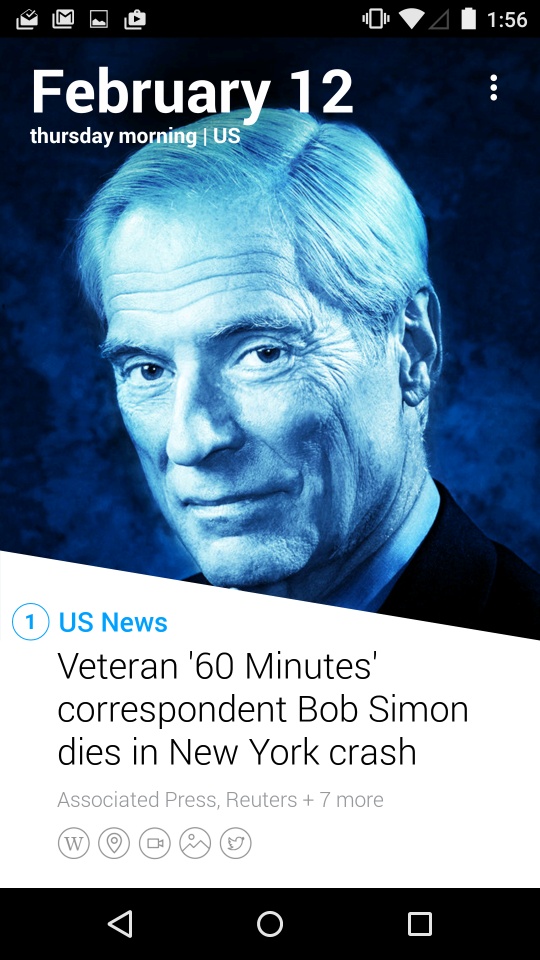 1:56
February 12
thursday morning | US
1 US News
Veteran '60 Minutes'
correspondent Bob Simon
dies in New York crash
Associated Press, Reuters + 7 more
W